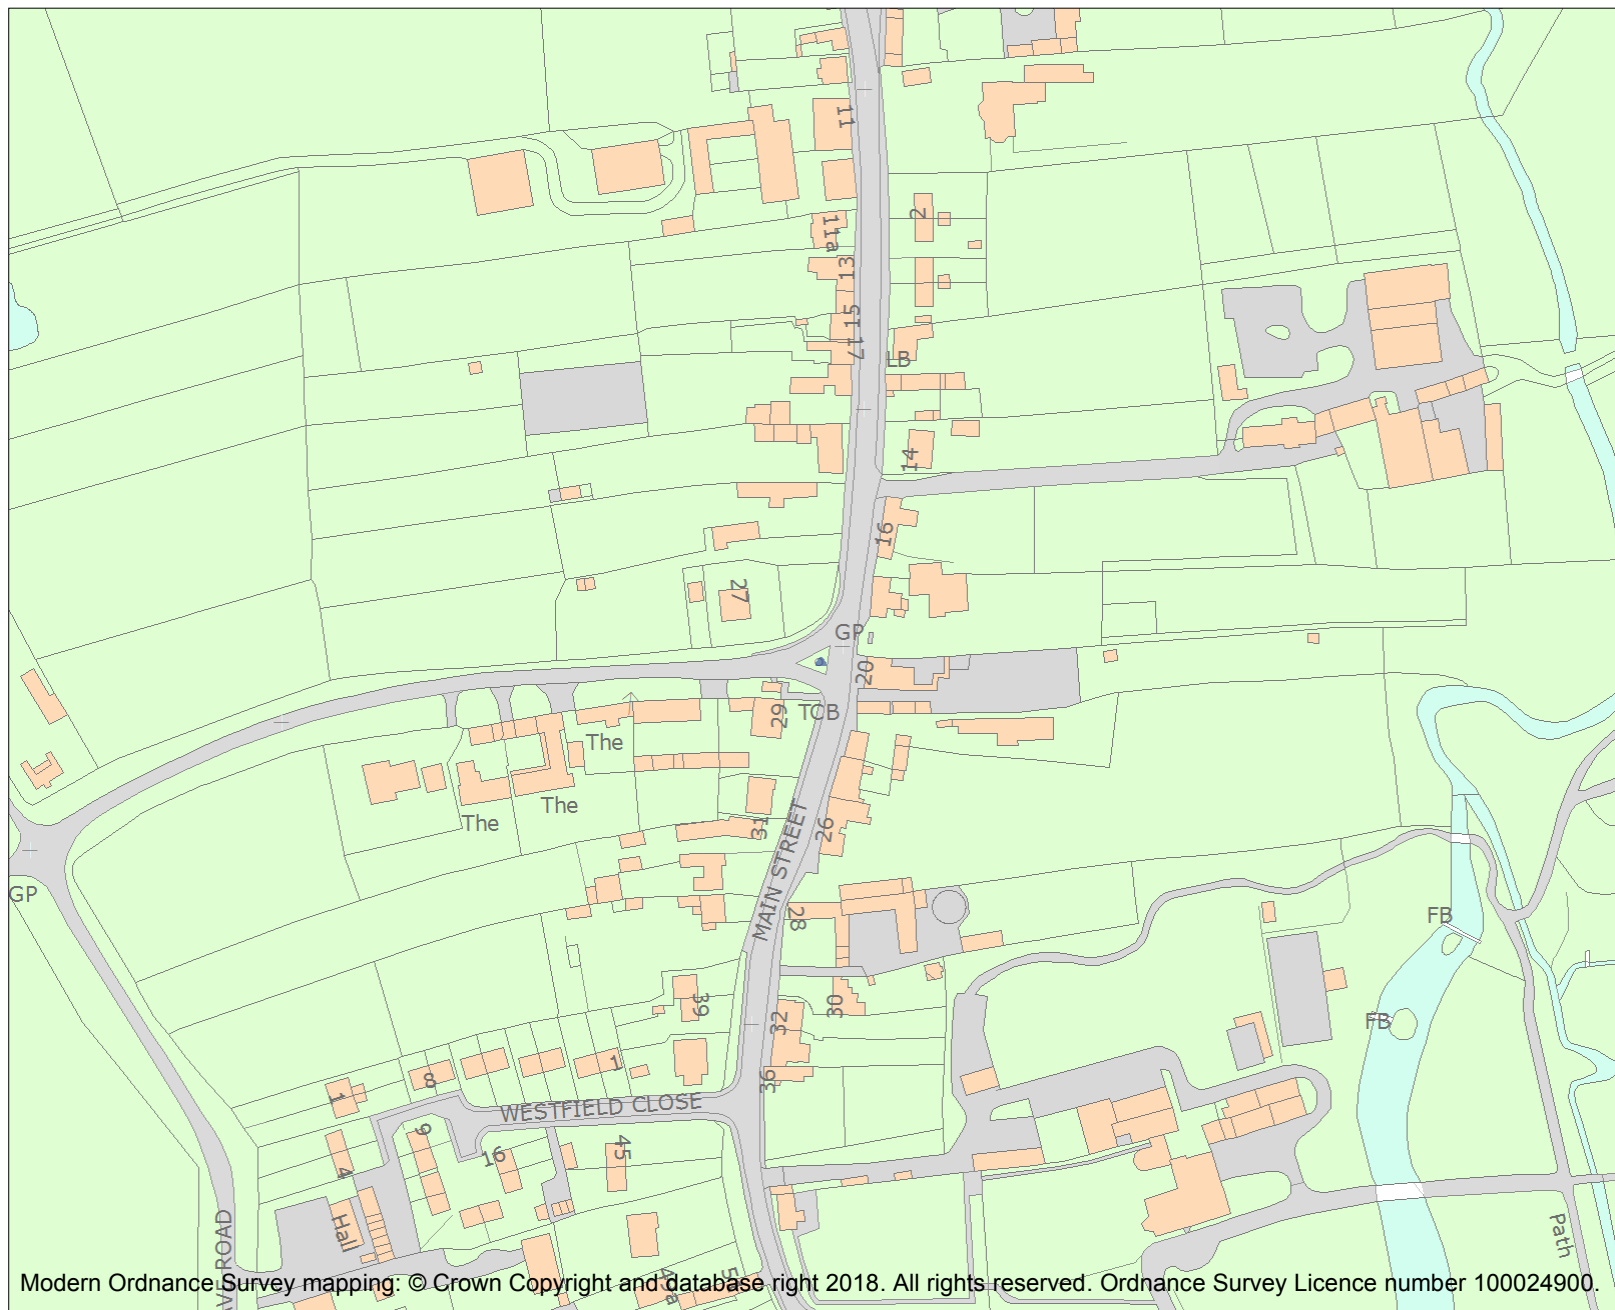 11
2
11a
13
15
17
LB
14
16
27
GP
20
29
TCB
The
The
The
31
26
MAIN STREET
GP
28
FB
39
30
32
FB
1
8
36
1
WESTFIELD CLOSE
9
16
45
4
Hall
Path
49a
Modern Ordnance Survey mapping: © Crown Copyright and database right 2018. All rights reserved. Ordnance Survey Licence number 100024900.